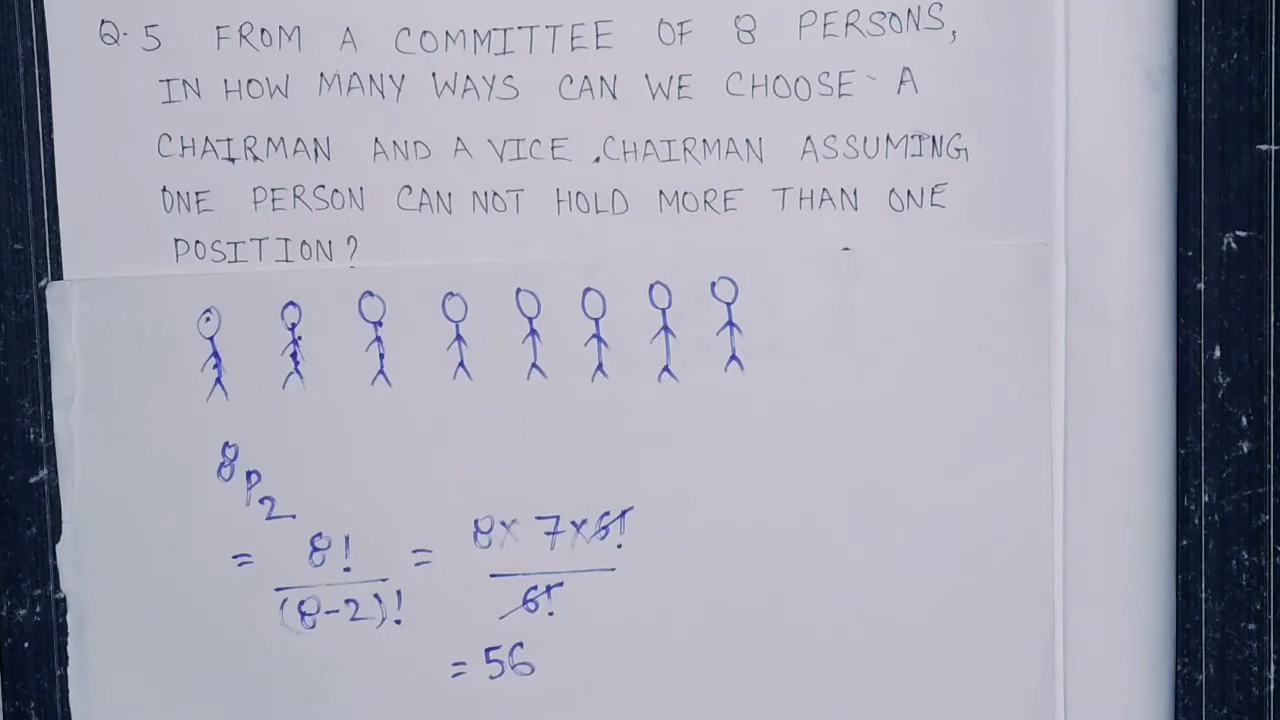 Q.5 FROM A COMMITTEE OF 8 PERSONS,
IN HOW MANY WAYS CAN WE CHOOSE A
CHAIRMAN AND A VICE CHAIRMAN ASSUMING
ONE PERSON CAN NOT HOLD MORE THAN ONE
POSITION?
8P2
= 8!/(8-2)! = 8 x 7 x 6!/6!
= 56